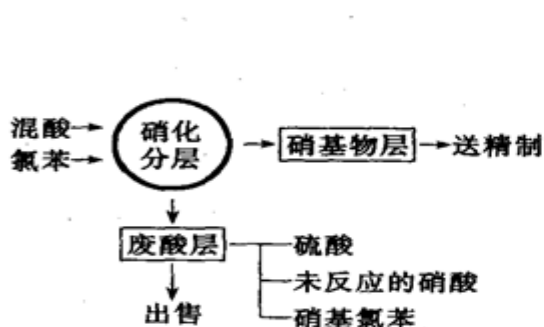 混酸
氯苯
硝化
分层
硝基物层
送精制
废酸层
硫酸
未反应的硝酸
硝基氯苯
出售